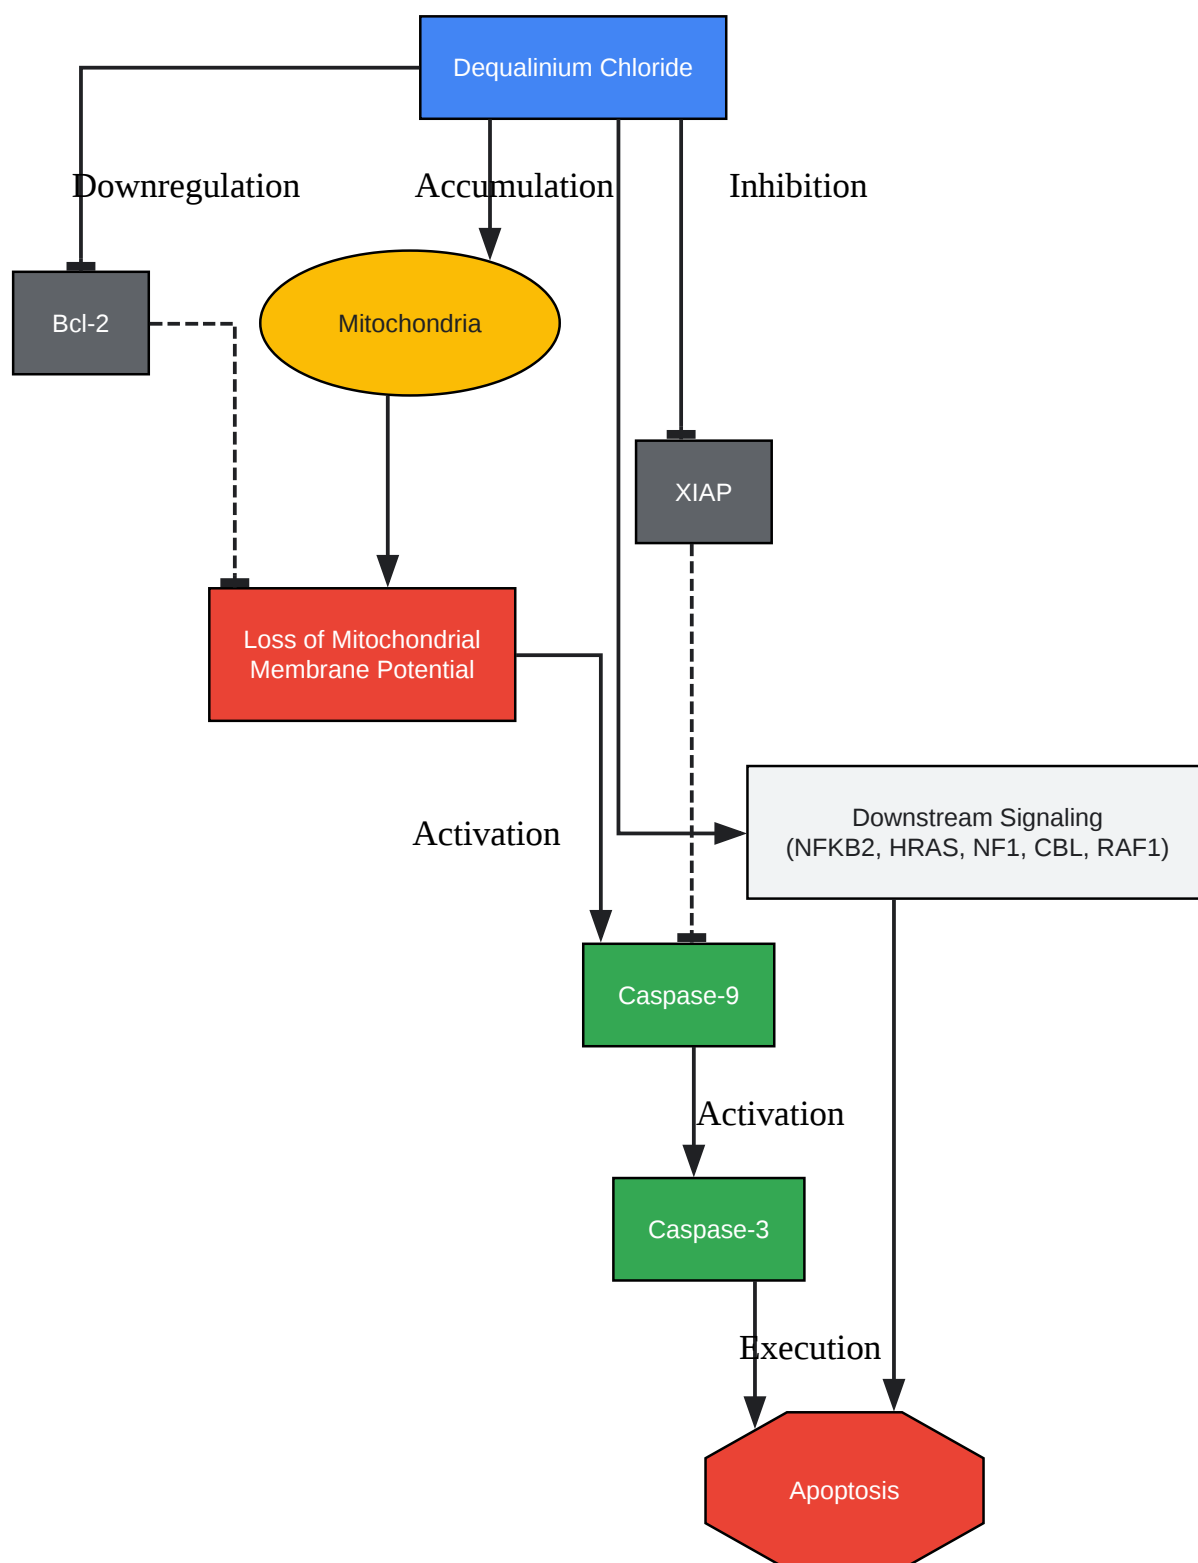 Dequalinium Chloride
Downregulation
Accumulation
Inhibition
Bcl-2
Mitochondria
XIAP
Loss of Mitochondrial
Membrane Potential
Downstream Signaling
(NFKB2, HRAS, NF1, CBL, RAF1)
Activation
Caspase-9
Activation
Caspase-3
Execution
Apoptosis